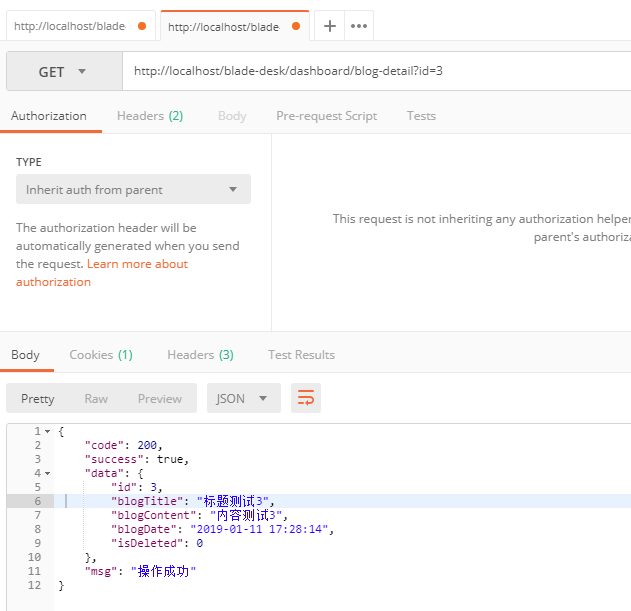 http://localhost/blade
http://localhost/blade
GET
http://localhost/blade-desk/dashboard/blog-detail?id=3
Authorization Headers (2) Body Pre-request Script Tests
TYPE
Inherit auth from parent
The authorization header will be
automatically generated when you send
the request. Learn more about
authorization
This request is not inheriting any authorization helper
parent's authoriza
Body Cookies (1) Headers (3) Test Results
Pretty Raw Preview JSON
1 {
2 "code": 200,
3 "success": true,
4 "data": {
5 "id": 3,
6 "blogTitle": "标题测试3",
7 "blogContent": "内容测试3",
8 "blogDate": "2019-01-11 17:28:14",
9 "isDeleted": 0
10 },
11 "msg": "操作成功"
12 }